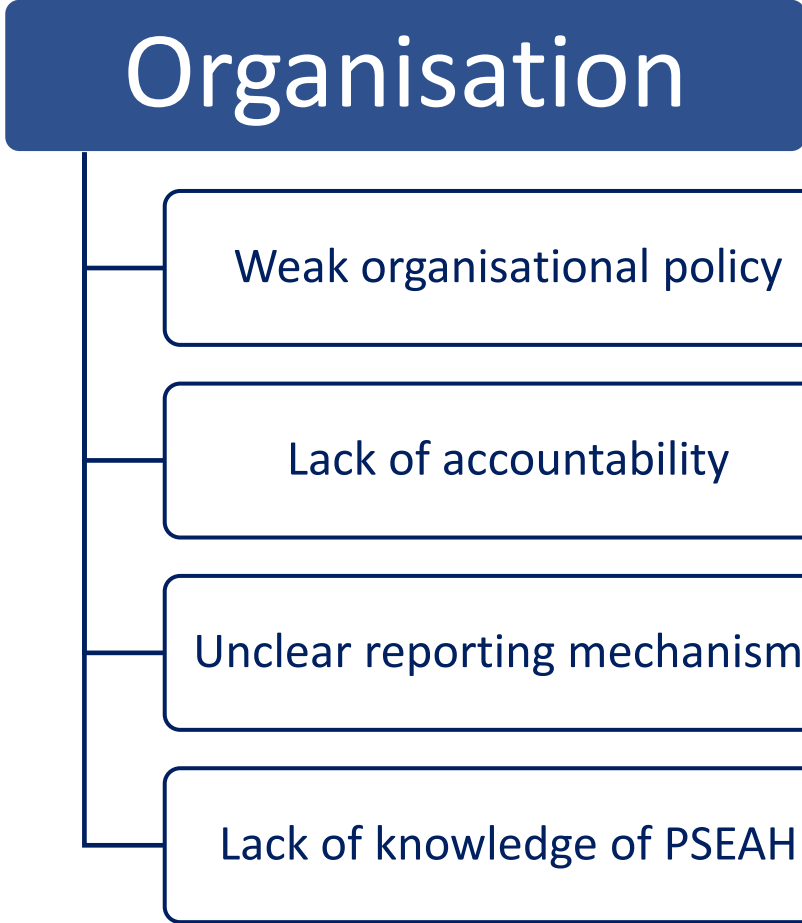 Organisation
Weak organisational policy
Lack of accountability
Unclear reporting mechanism
Lack of knowledge of PSEAH